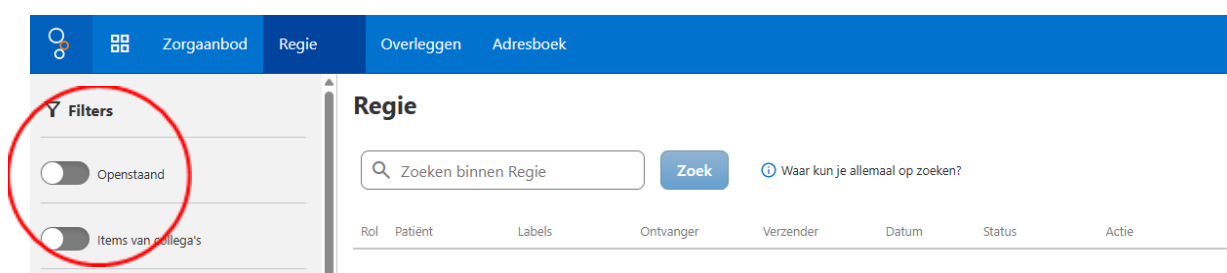 Zorgaanbod Regie Overleggen Adresboek
Filters
Openstaand
Items van collega's
Regie
Zoeken binnen Regie Zoek Waar kun je allemaal op zoeken?
Rol Patiënt Labels Ontvanger Verzender Datum Status Actie